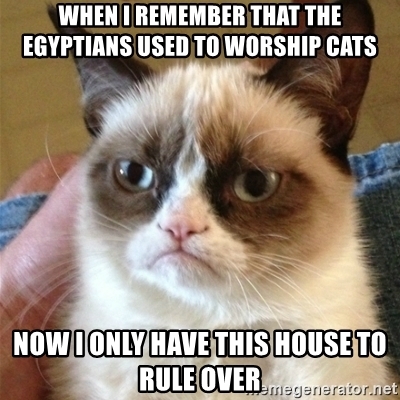 WHEN I REMEMBER THAT THE
EGYPTIANS USED TO WORSHIP CATS
NOW I ONLY HAVE THIS HOUSE TO
RULE OVER
memegenerator.net